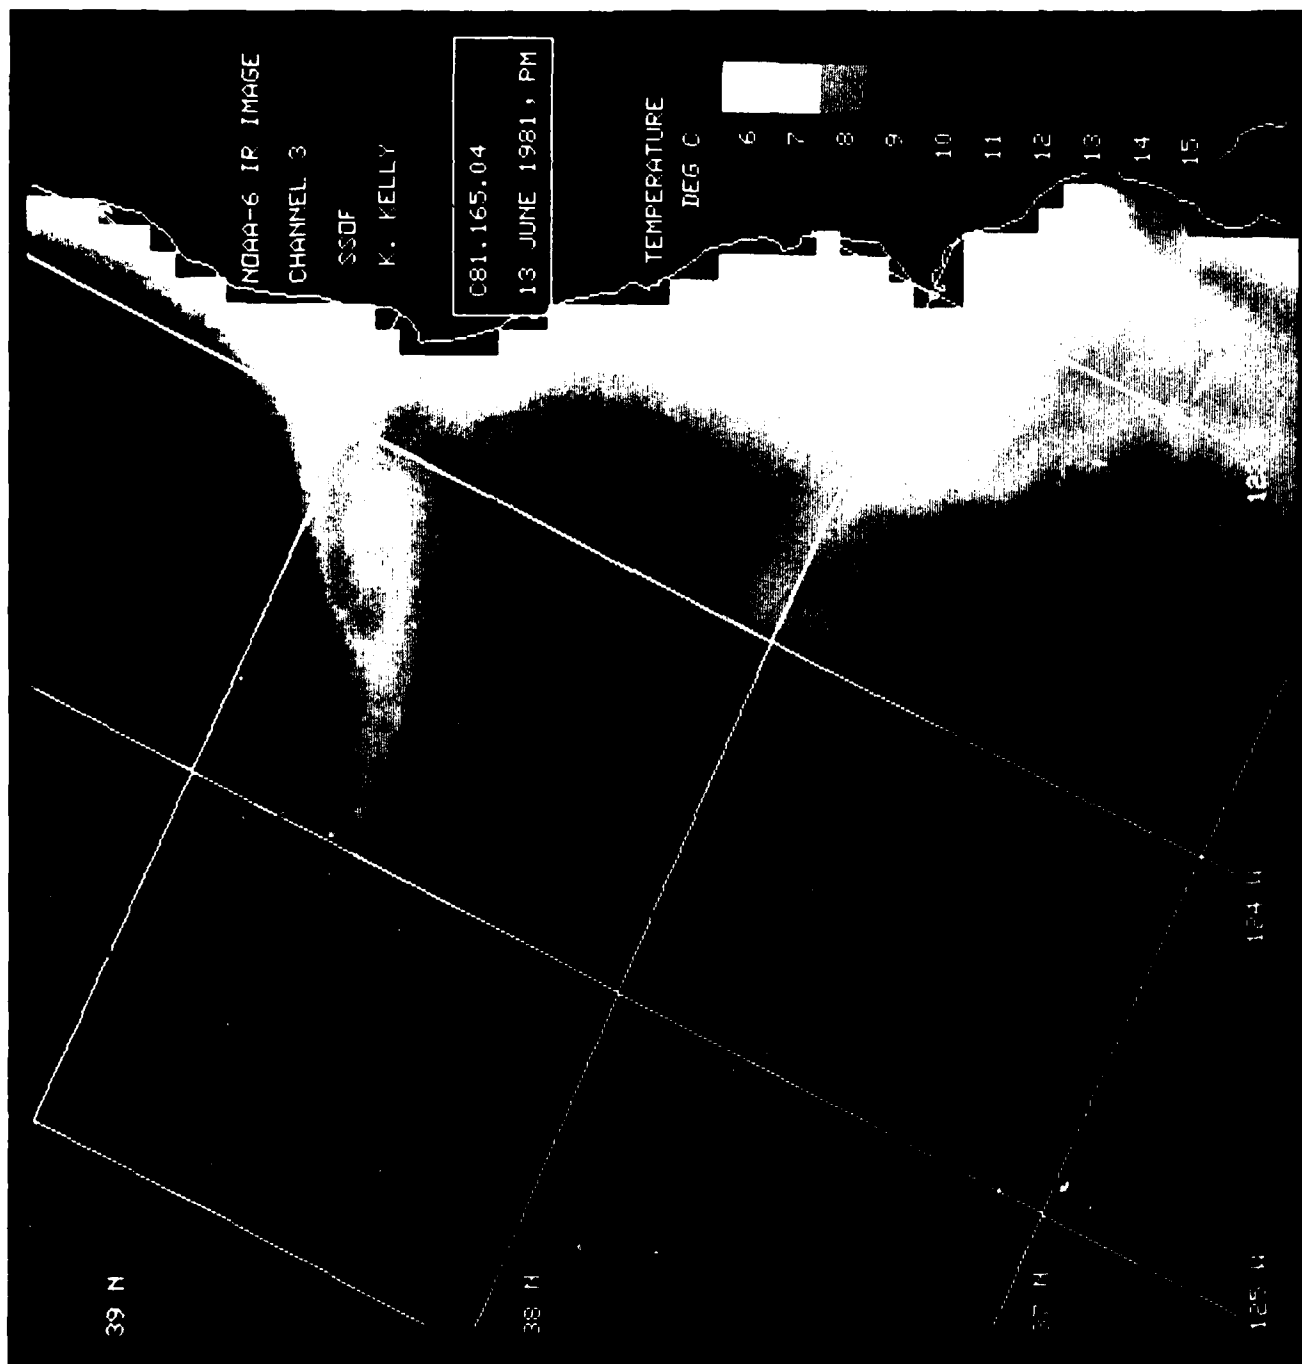 NOAA-6 IR IMAGE
CHANNEL 3
SSOF
K. KELLY
C81.165.04
13 JUNE 1981, PM
TEMPERATURE
DEG C
6
7
8
9
10
11
12
13
14
15
39 N
38 N
37 N
124 W
125 W